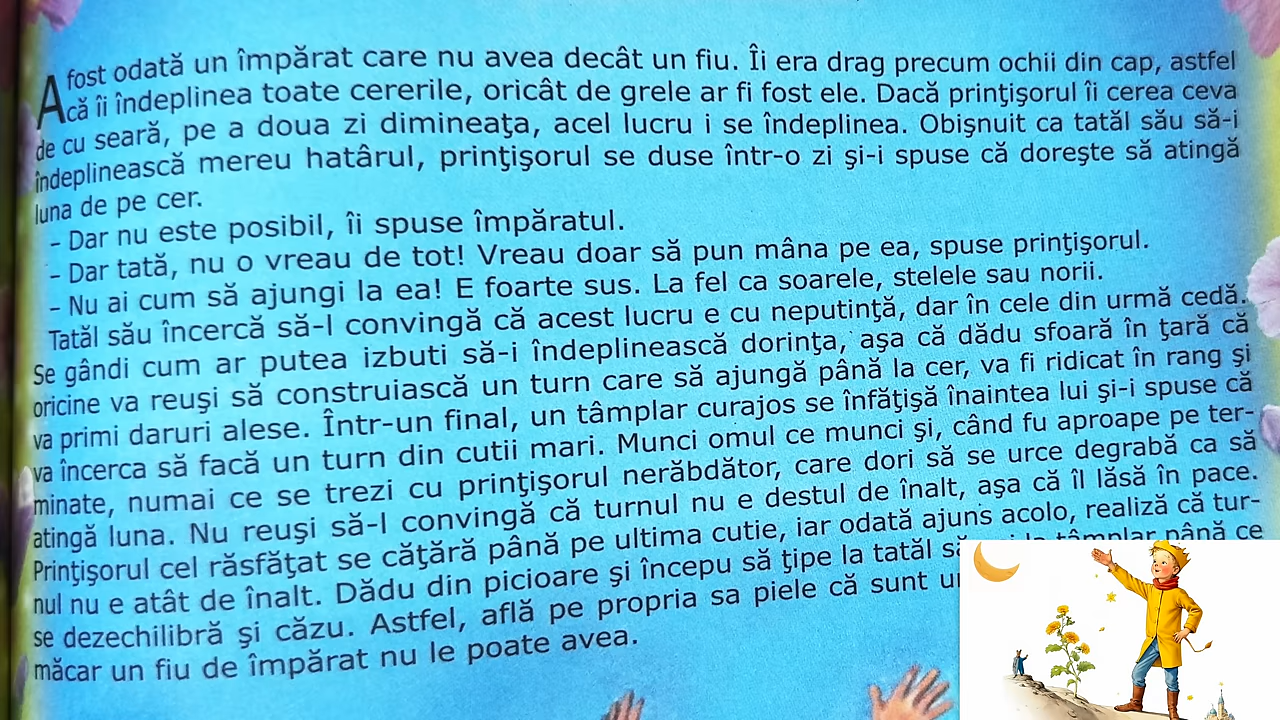 A fost odată un împărat care nu avea decât un fiu. Îi era drag precum ochii din cap, astfel
că îi îndeplinea toate cererile, oricât de grele ar fi fost ele. Dacă prinţişorul îi cerea ceva
de cu seară, pe a doua zi dimineaţa, acel lucru i se îndeplinea. Obişnuit ca tatăl său să-i
îndeplinească mereu hatârul, prinţişorul se duse într-o zi şi-i spuse că doreşte să atingă
luna de pe cer.
– Dar nu este posibil, îi spuse împăratul.
– Dar tată, nu o vreau de tot! Vreau doar să pun mâna pe ea, spuse prinţişorul.
– Nu ai cum să ajungi la ea! E foarte sus. La fel ca soarele, stelele sau norii.
Tatăl său încercă să-l convingă că acest lucru e cu neputinţă, dar în cele din urmă cedă.
Se gândi cum ar putea izbuti să-i îndeplinească dorinţa, aşa că dădu sfoară în ţară că
oricine va reuşi să construiască un turn care să ajungă până la cer, va fi ridicat în rang şi
va primi daruri alese. Într-un final, un tâmplar curajos se înfăţişă înaintea lui şi-i spuse că
va încerca să facă un turn din cutii mari. Munci omul ce munci şi, când fu aproape pe ter-
minate, numai ce se trezi cu prinţişorul nerăbdător, care dori să se urce degrabă ca să
atingă luna. Nu reuşi să-l convingă că turnul nu e destul de înalt, aşa că îl lăsă în pace.
Prinţişorul cel răsfăţat se căţără până pe ultima cutie, iar odată ajuns acolo, realiză că tur-
nul nu e atât de înalt. Dădu din picioare şi începu să ţipe la tatăl tâmplar până ce
se dezechilibră şi căzu. Astfel, află pe propria sa piele că sunt
măcar un fiu de împărat nu le poate avea.